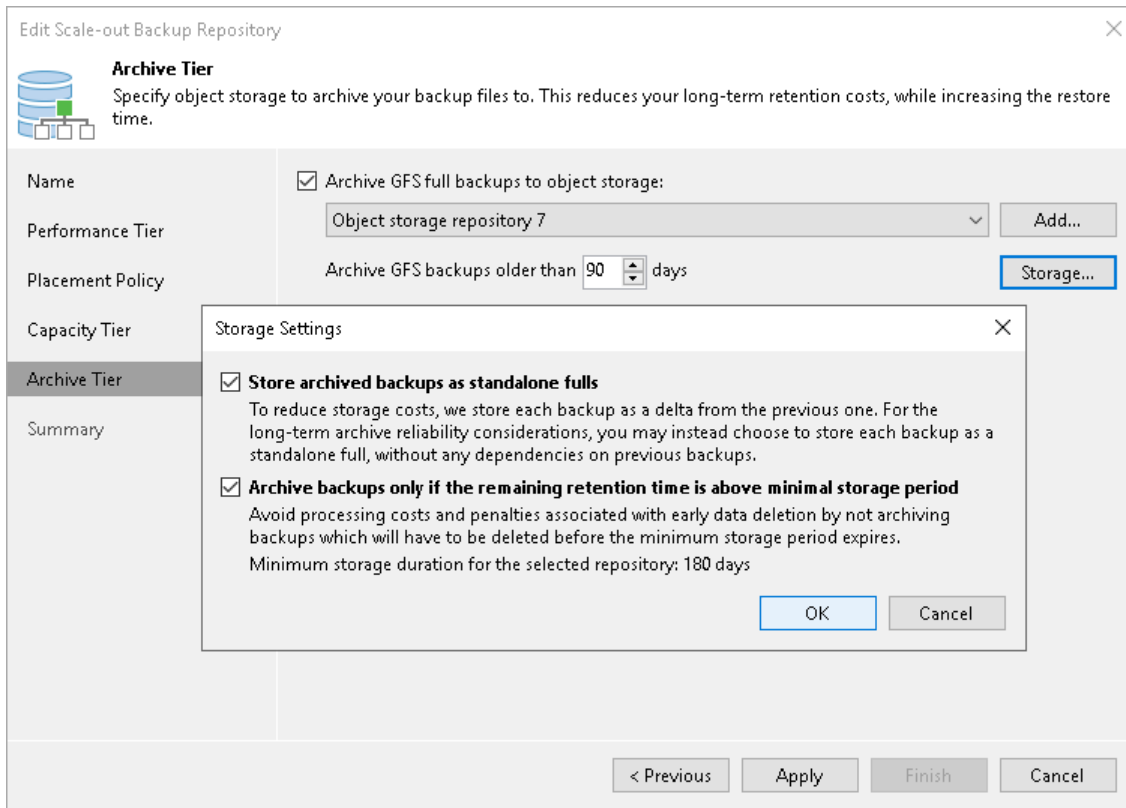 Edit Scale-out Backup Repository
Archive Tier
Specify object storage to archive your backup files to. This reduces your long-term retention costs, while increasing the restore
time.
Name
Performance Tier
Placement Policy
Capacity Tier
Archive Tier
Summary
Archive GFS full backups to object storage:
Object storage repository 7
Add...
Archive GFS backups older than 90 days
Storage...
Storage Settings
Store archived backups as standalone fulls
To reduce storage costs, we store each backup as a delta from the previous one. For the
long-term archive reliability considerations, you may instead choose to store each backup as a
standalone full, without any dependencies on previous backups.
Archive backups only if the remaining retention time is above minimal storage period
Avoid processing costs and penalties associated with early data deletion by not archiving
backups which will have to be deleted before the minimum storage period expires.
Minimum storage duration for the selected repository: 180 days
OK
Cancel
< Previous
Apply
Finish
Cancel